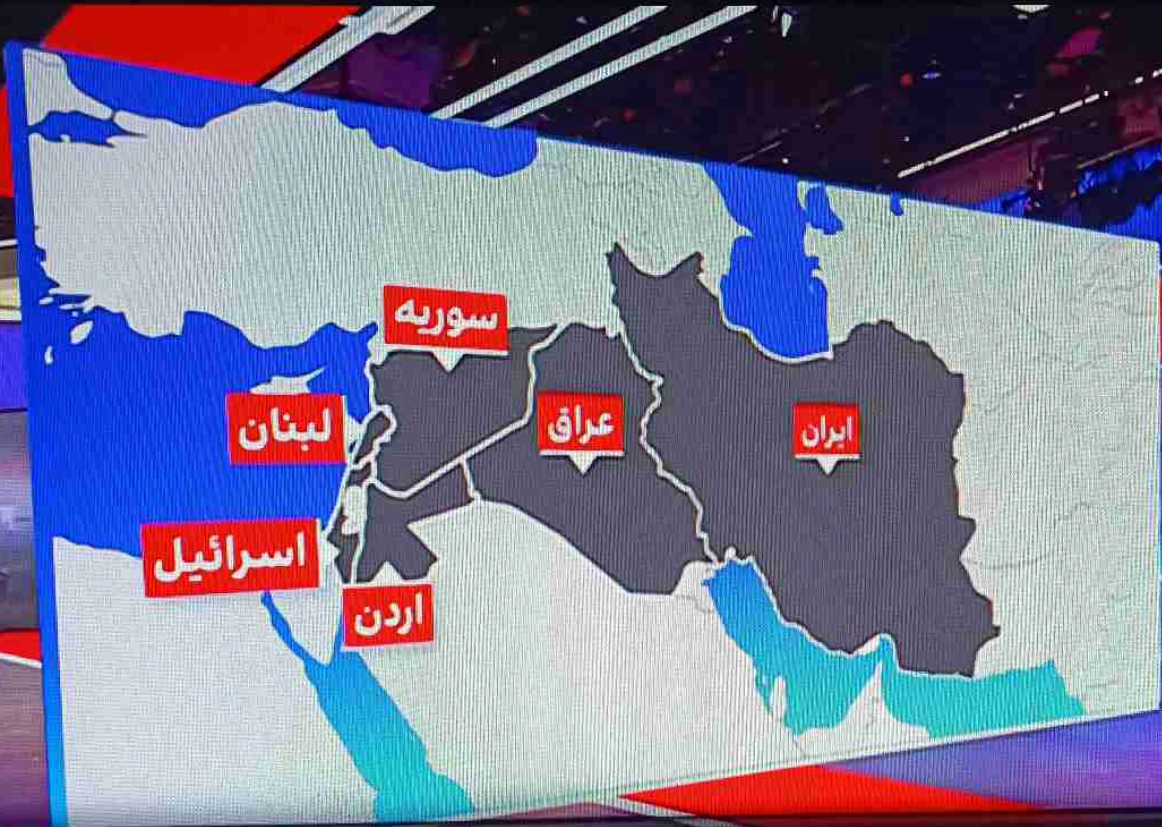 سوریه
لبنان
عراق
ایران
اسرائیل
اردن